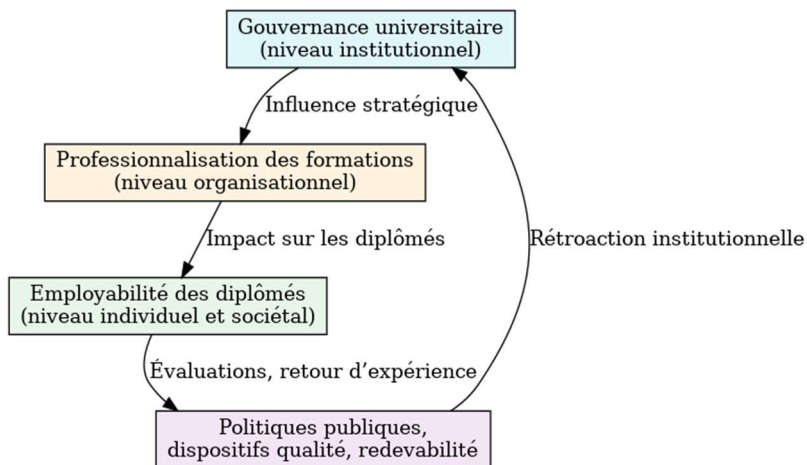 Gouvernance universitaire
(niveau institutionnel)
Influence stratégique
Professionnalisation des formations
(niveau organisationnel)
Impact sur les diplômés
Rétroaction institutionnelle
Employabilité des diplômés
(niveau individuel et sociétal)
Évaluations, retour d’expérience
Politiques publiques,
dispositifs qualité, redevabilité